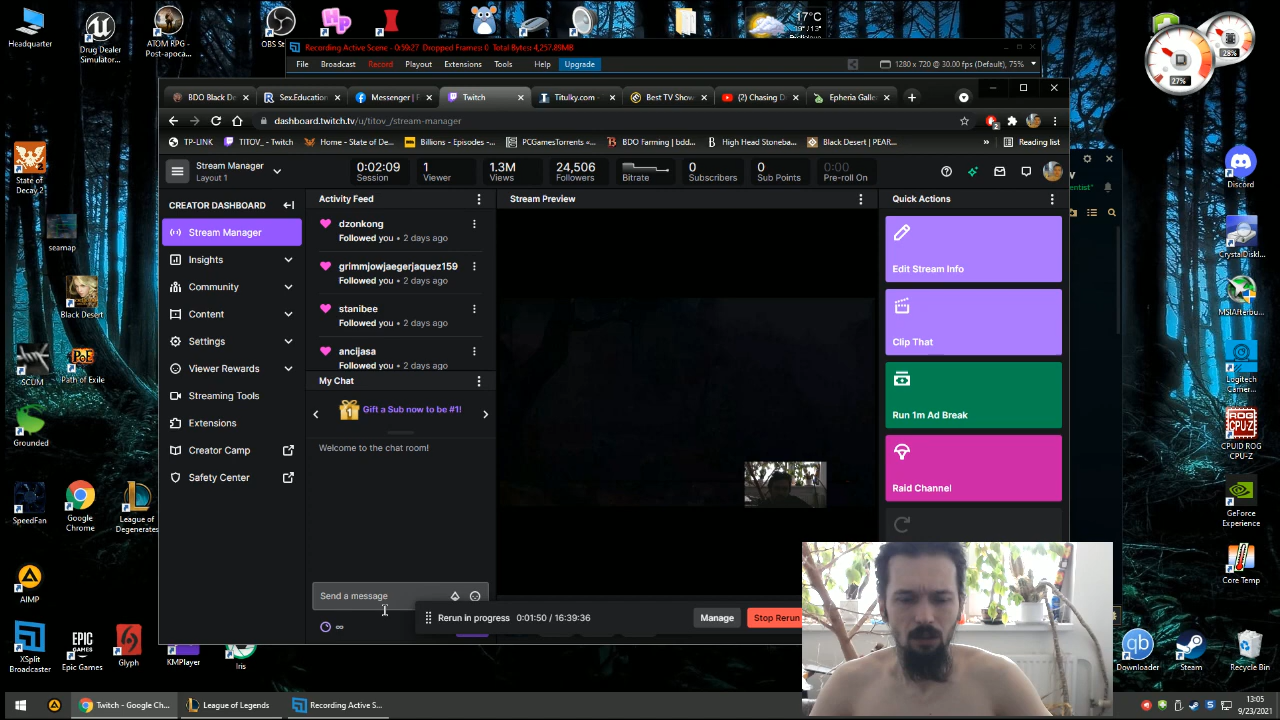 Headquarter
Drug Dealer
Simulator...
ATOM RPG -
Post-apoca...
OBS St
17°C
19°/13°
28%
27%
Recording Active Scene - 0:59:27 Dropped Frames: 0 Total Bytes: 4,257.89MB
File Broadcast Record Playout Extensions Tools Help Upgrade
1280 x 720 @ 30.00 fps (Default), 75%
BDO Black De
Sex.Education
Messenger | F
Twitch
Titulky.com -
Best TV Show
(2) Chasing D
Epheria Galle
dashboard.twitch.tv/u/titov_/stream-manager
2
TP-LINK
TITOV_ - Twitch
Home - State of De...
Billions - Episodes -...
PCGamesTorrents -...
BDO Farming | bdd...
High Head Stoneba...
Black Desert | PEAR...
»
Reading list
Stream Manager
Layout 1
0:02:09
Session
1
Viewer
1.3M
Views
24,506
Followers
Bitrate
0
Subscribers
0
Sub Points
0:00
Pre-roll On
CREATOR DASHBOARD
Stream Manager
Insights
Community
Content
Settings
Viewer Rewards
Streaming Tools
Extensions
Creator Camp
Safety Center
Activity Feed
dzonkong
Followed you • 2 days ago
grimmjowjaegerjaquez159
Followed you • 2 days ago
stanibee
Followed you • 2 days ago
ancijasa
Followed you • 2 days ago
My Chat
Gift a Sub now to be #1!
Welcome to the chat room!
Send a message
∞
Stream Preview
Rerun in progress 0:01:50 / 16:39:36
Manage
Stop Rerun
Quick Actions
Edit Stream Info
Clip That
Run 1m Ad Break
Raid Channel
State of
Decay 2
seamap
Black Desert
SCUM
Path of Exile
Grounded
SpeedFan
Google
Chrome
League of
Degenerates
AIMP
XSplit
Broadcaster
EPIC
GAMES
Epic Games
Glyph
KMPlayer
Iris
Discord
CrystalDiskI...
MSIAfterbu...
Logitech
Gamer...
ROG
CPU-Z
CPUID ROG
CPU-Z
GeForce
Experience
Core Temp
qb
Downloader
Steam
Recycle Bin
Twitch - Google Ch...
League of Legends
Recording Active S...
13:05
9/23/2021